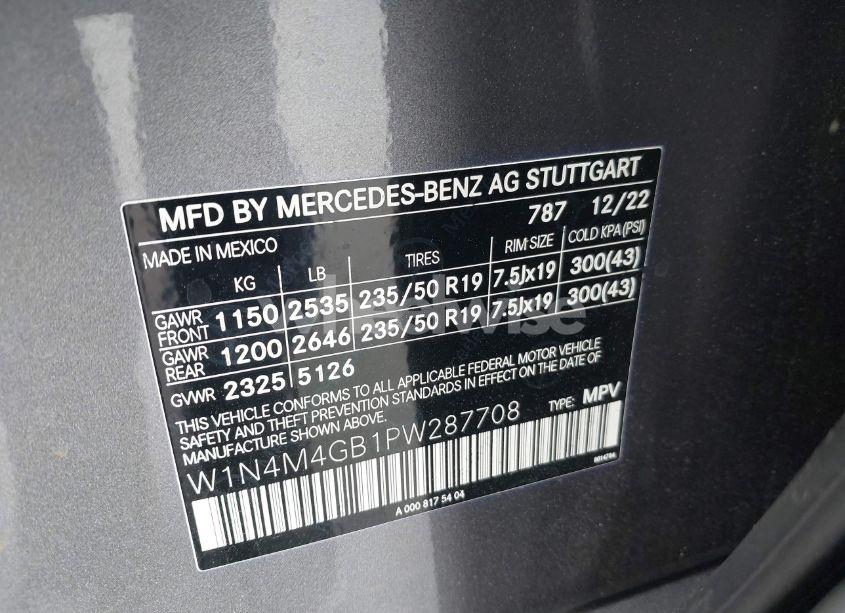 MFD BY MERCEDES-BENZ AG STUTTGART
787 12/22
MADE IN MEXICO
KG LB TIRES RIM-SIZE COLD KPA (PSI)
GAWR FRONT 1150 2535 235/50 R19 7.5Jx19 300(43)
GAWR REAR 1200 2646 235/50 R19 7.5Jx19 300(43)
GVWR 2325 5126
THIS VEHICLE CONFORMS TO ALL APPLICABLE FEDERAL MOTOR VEHICLE
SAFETY AND THEFT PREVENTION STANDARDS IN EFFECT ON THE DATE OF
MANUFACTURE SHOWN ABOVE.
TYPE: MPV
W1N4M4GB1PW287708
A 000 817 54 04